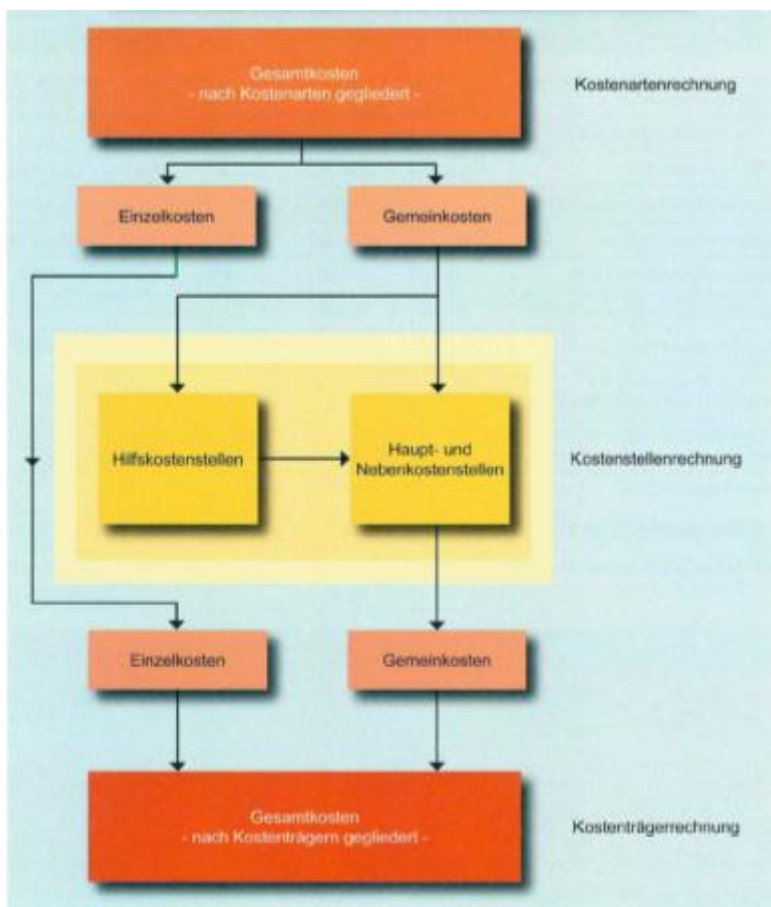 Gesamtkosten
- nach Kostenarten gegliedert -
Kostenartenrechnung
Einzelkosten
Gemeinkosten
Hilfskostenstellen
Haupt- und
Nebenkostenstellen
Kostenstellenrechnung
Einzelkosten
Gemeinkosten
Gesamtkosten
- nach Kostenträgern gegliedert -
Kostenträgerrechnung